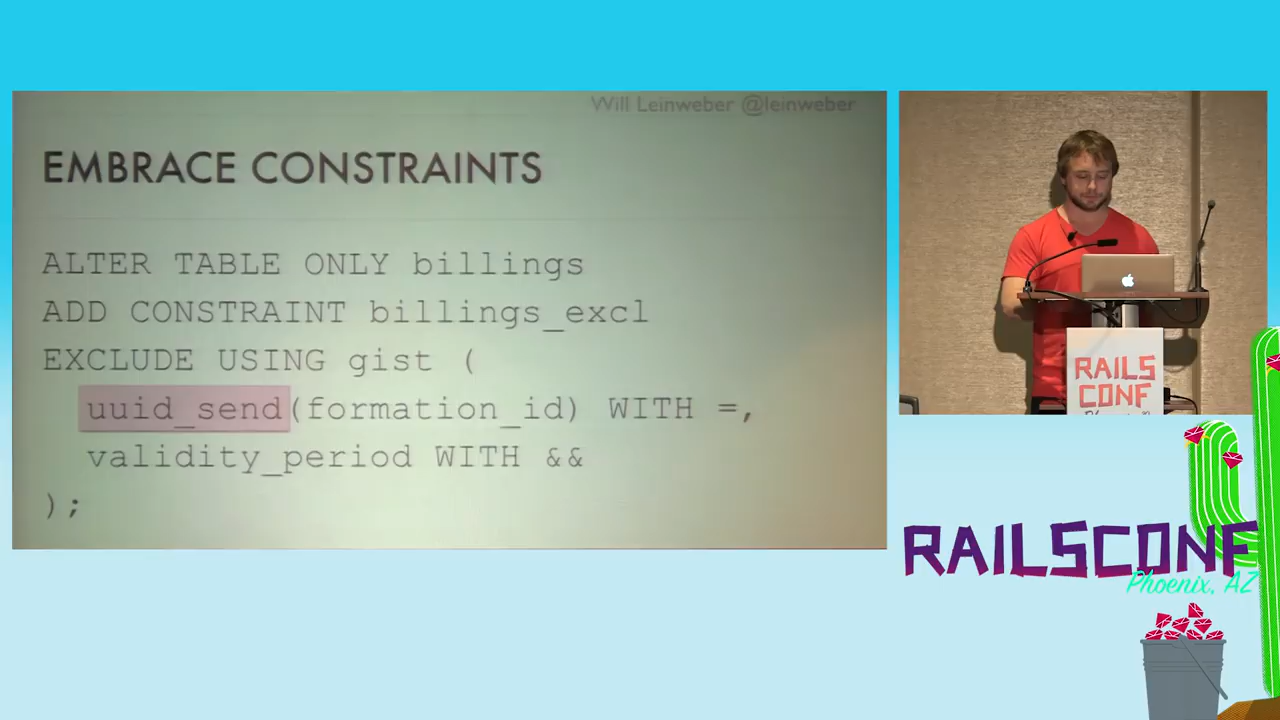 Will Leinweber @leinweber
EMBRACE CONSTRAINTS
ALTER TABLE ONLY billings
ADD CONSTRAINT billings_excl
EXCLUDE USING gist (
uuid_send(formation_id) WITH =,
validity_period WITH &&
);
RAILS
CONF
RAILSCONF
Phoenix, AZ